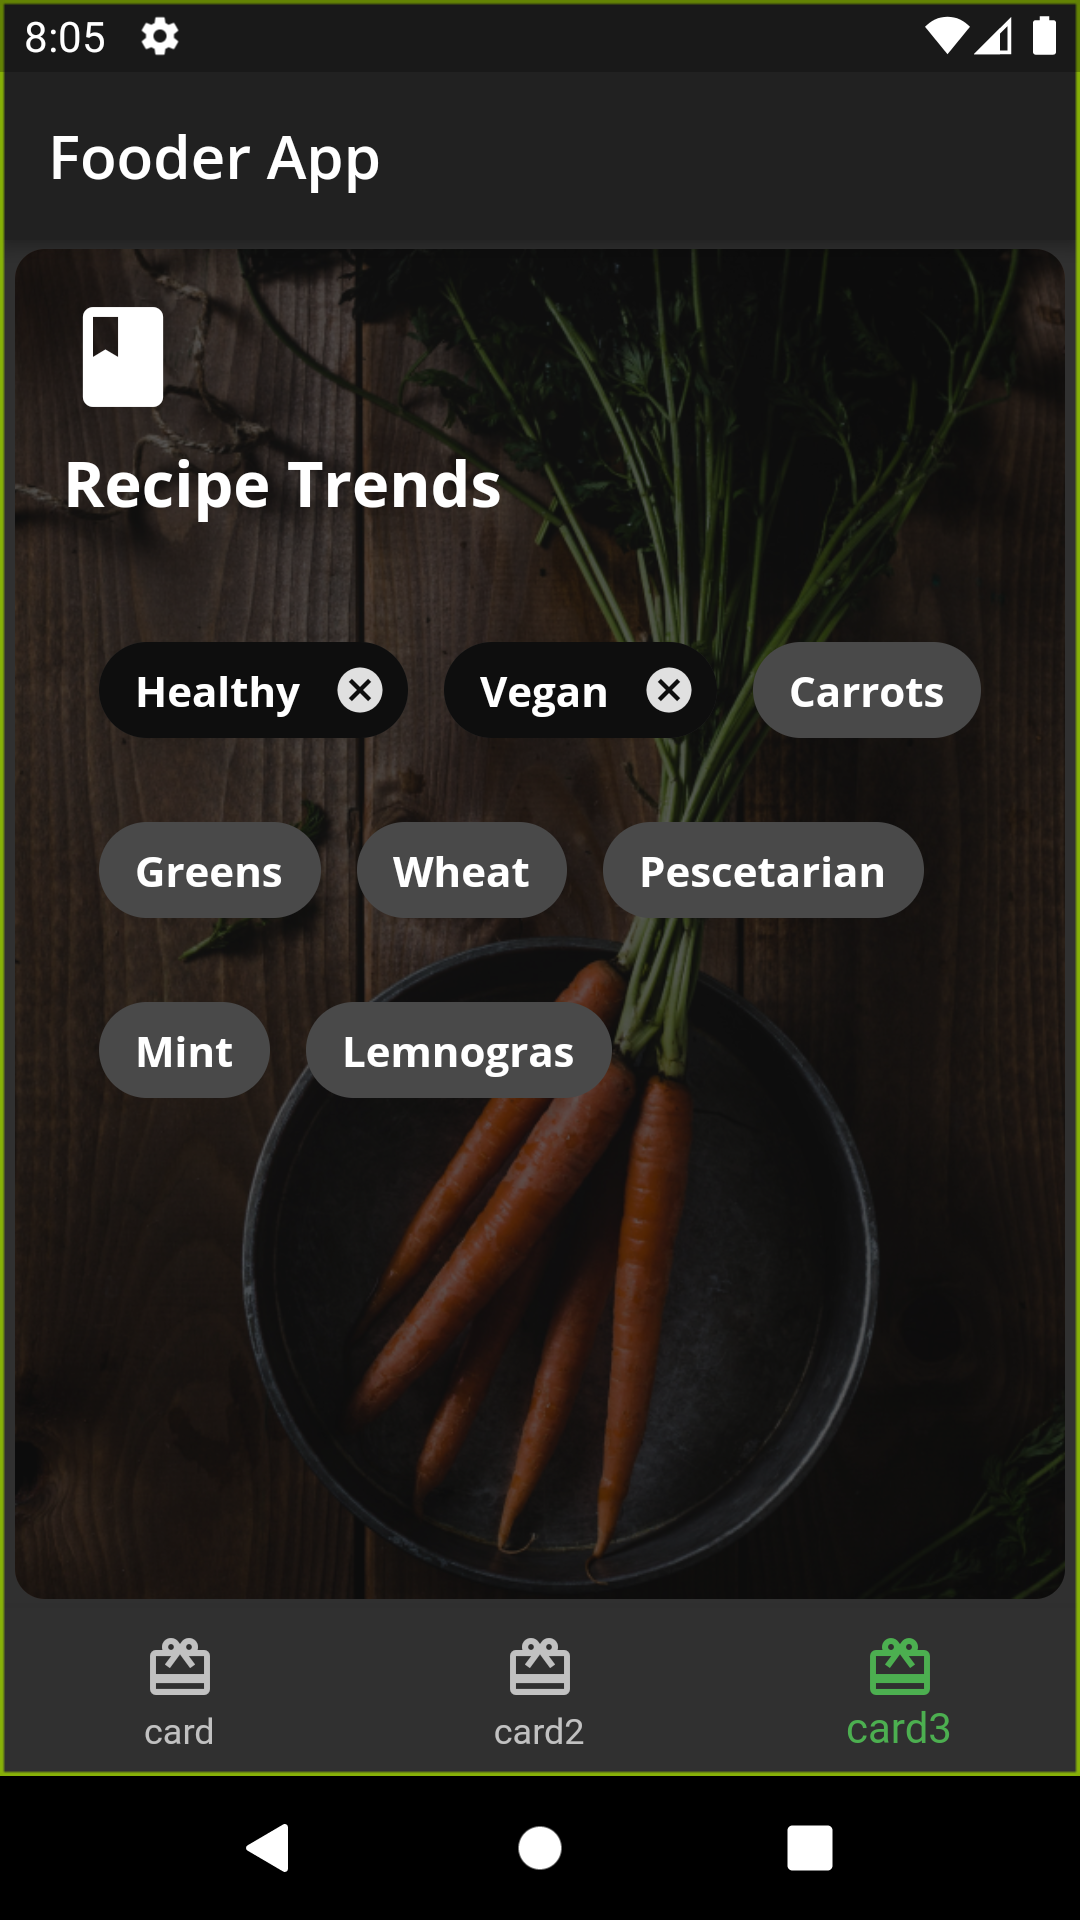 8:05
Fooder App
Recipe Trends
Healthy Vegan Carrots
Greens Wheat Pescetarian
Mint Lemnogras
card card2 card3